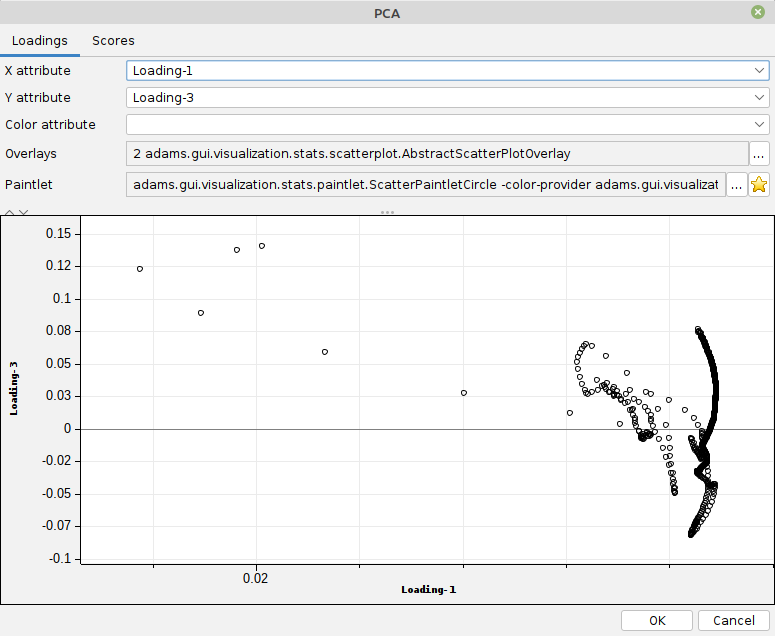 PCA
Loadings Scores
X attribute Loading-1
Y attribute Loading-3
Color attribute
Overlays 2 adams.gui.visualization.stats.scatterplot.AbstractScatterPlotOverlay ...
Paintlet adams.gui.visualization.stats.paintlet.ScatterPaintletCircle -color-provider adams.gui.visualizat ...
0.15
0.12
0.1
0.08
0.05
0.03
0
-0.02
-0.05
-0.07
-0.1
Loading-3
0.02
Loading-1
OK Cancel